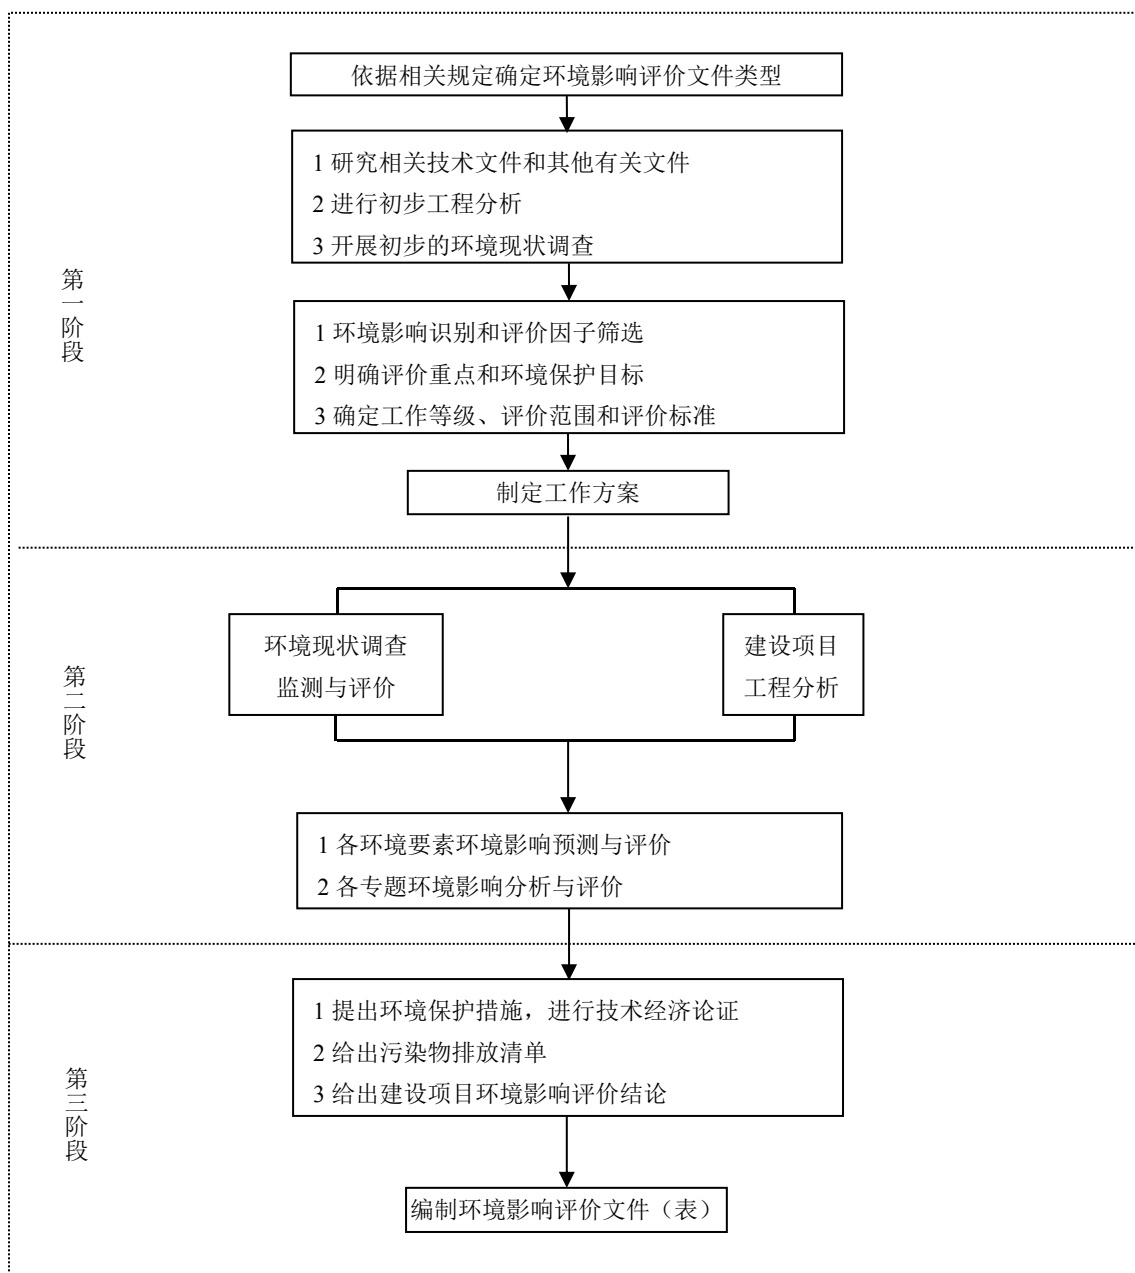 依据相关规定确定环境影响评价文件类型
1 研究相关技术文件和其他有关文件
2 进行初步工程分析
3 开展初步的环境现状调查
第一阶段
1 环境影响识别和评价因子筛选
2 明确评价重点和环境保护目标
3 确定工作等级、评价范围和评价标准
制定工作方案
第二阶段
环境现状调查
监测与评价
建设项目
工程分析
1 各环境要素环境影响预测与评价
2 各专题环境影响分析与评价
第三阶段
1 提出环境保护措施，进行技术经济论证
2 给出污染物排放清单
3 给出建设项目环境影响评价结论
编制环境影响评价文件（表）